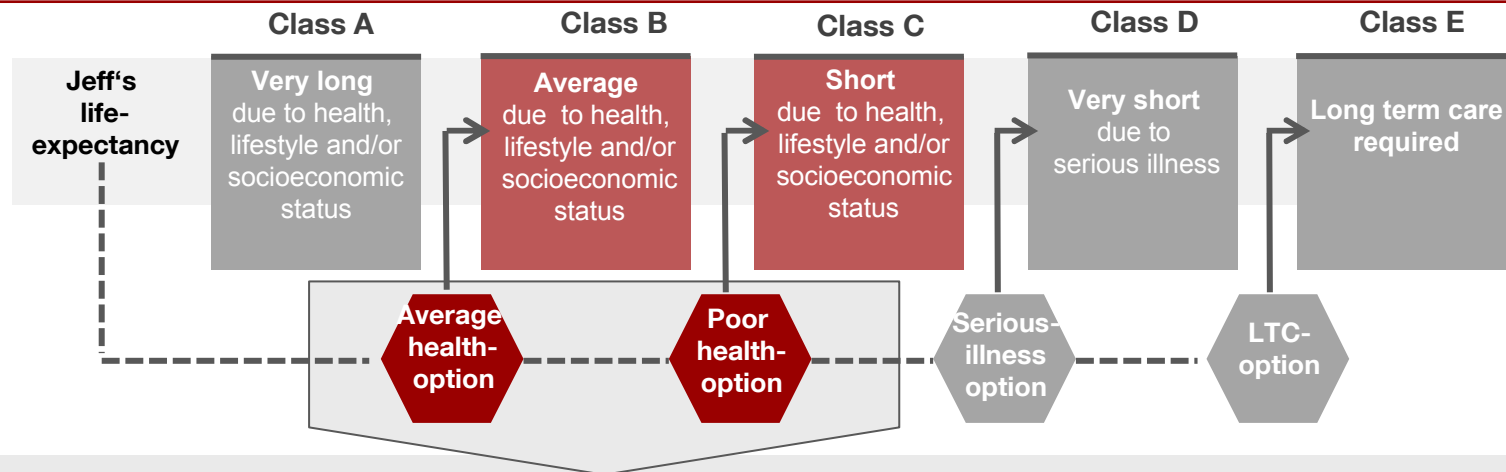 Class A
Class B
Class C
Class D
Class E
Jeff's
life-
expectancy
Very long
due to health,
lifestyle and/or
socioeconomic
status
Average
due to health,
lifestyle and/or
socioeconomic
status
Short
due to health,
lifestyle and/or
socioeconomic
status
Very short
due to
serious illness
Long term care
required
Average
health-
option
Poor
health-
option
Serious-
illness
option
LTC-
option